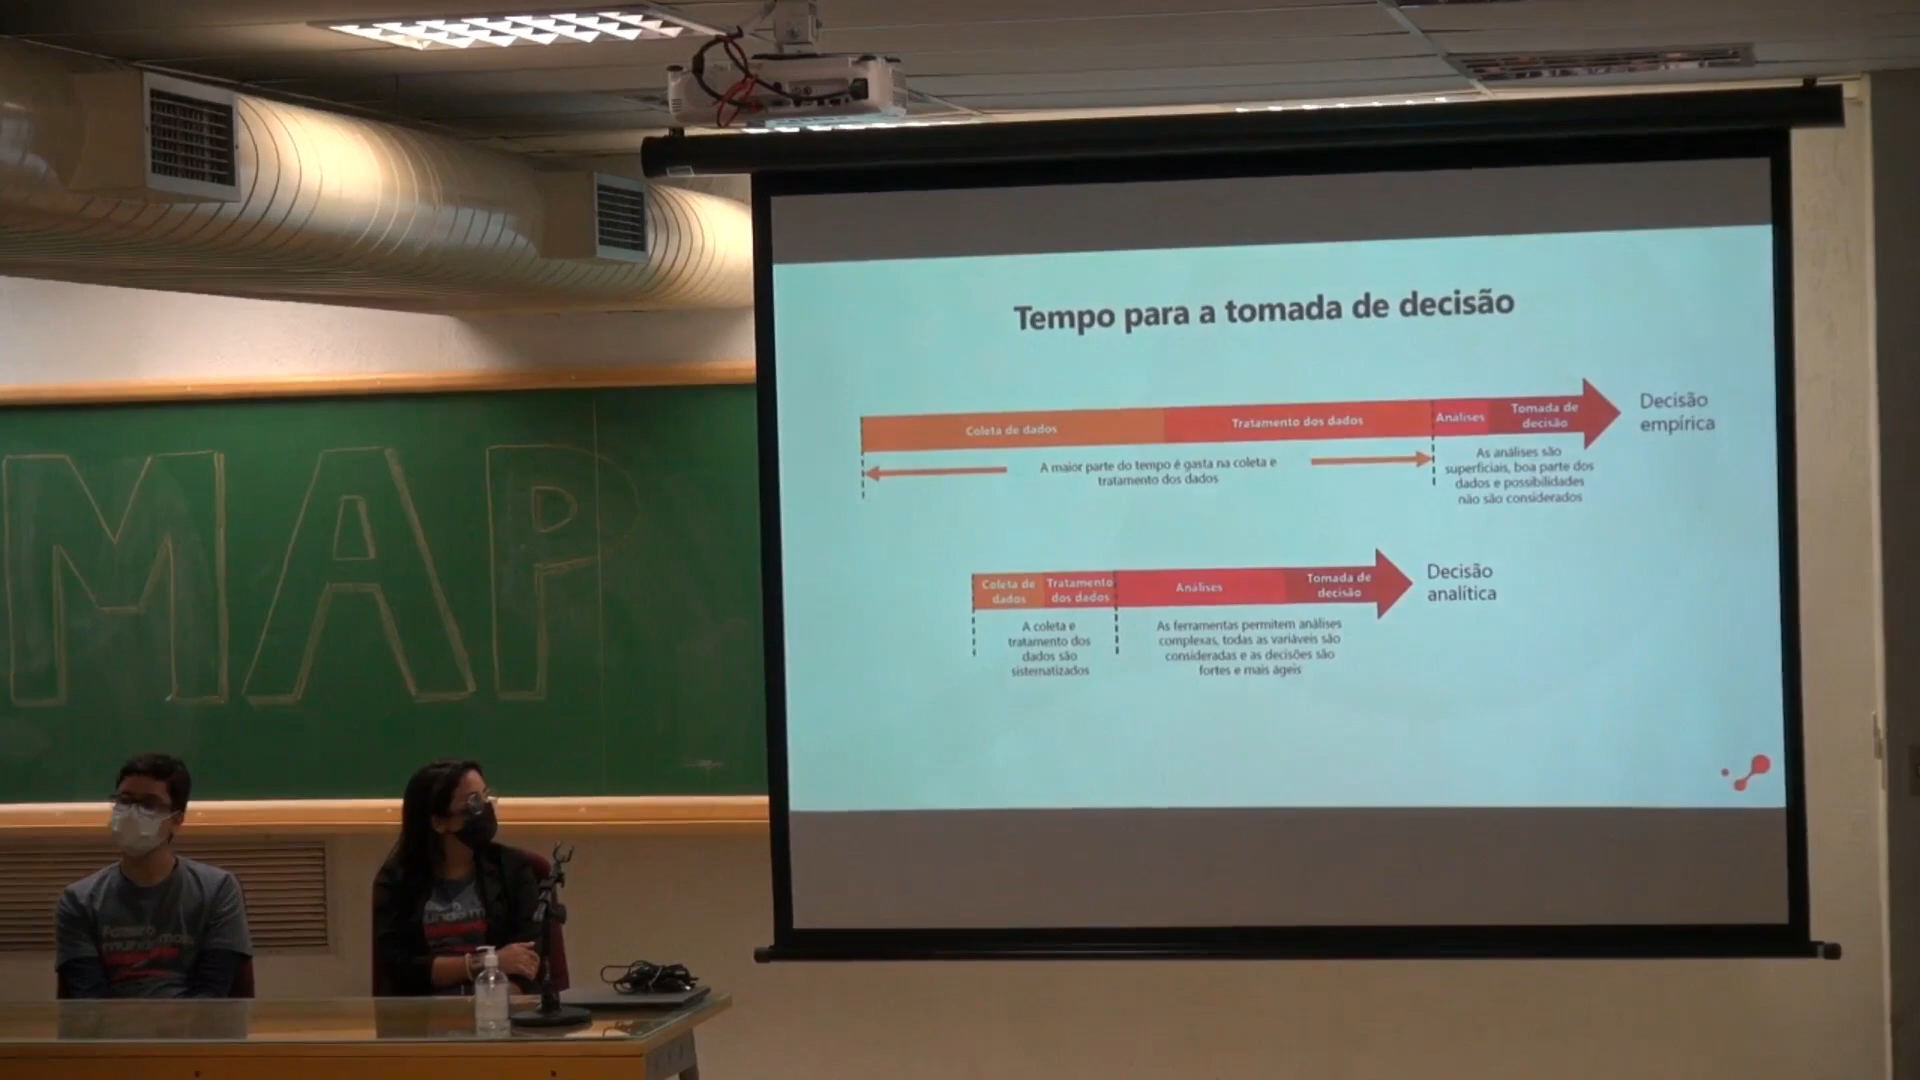 MAP
Tempo para a tomada de decisão
Coleta de dados
Tratamento dos dados
Análises
Tomada de
decisão
Decisão
empírica
A maior parte do tempo é gasta na coleta e
tratamento dos dados
As análises são
superficiais, boa parte dos
dados e possibilidades
não são considerados
Coleta de
dados
Tratamento
dos dados
Análises
Tomada de
decisão
Decisão
analítica
A coleta e
tratamento dos
dados são
sistematizados
As ferramentas permitem análises
complexas, todas as variáveis são
consideradas e as decisões são
fortes e mais ágeis
mundo mais